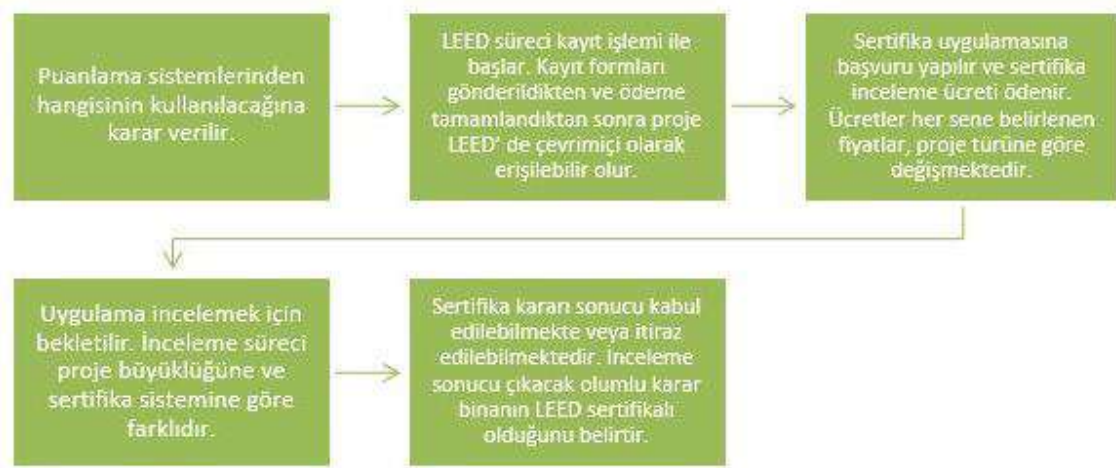 Puanlama sistemlerinden
hangisinin kullanılacağına
karar verilir.
LEED süreci kayıt işlemi ile
başlar. Kayıt formları
gönderildikten ve ödeme
tamamlandıktan sonra proje
LEED' de çevrimiçi olarak
erişilebilir olur.
Sertifika uygulamasına
başvuru yapılır ve sertifika
inceleme ücreti ödenir.
Ücretler her sene belirlenen
fiyatlar, proje türüne göre
değişmektedir.
Uygulama incelemek için
bekletilir. İnceleme süreci
proje büyüklüğüne ve
sertifika sistemine göre
farklıdır.
Sertifika kararı sonucu kabul
edilebilmekte veya itiraz
edilebilmektedir. İnceleme
sonucu çıkacak olumlu karar
binanın LEED sertifikalı
olduğunu belirtir.